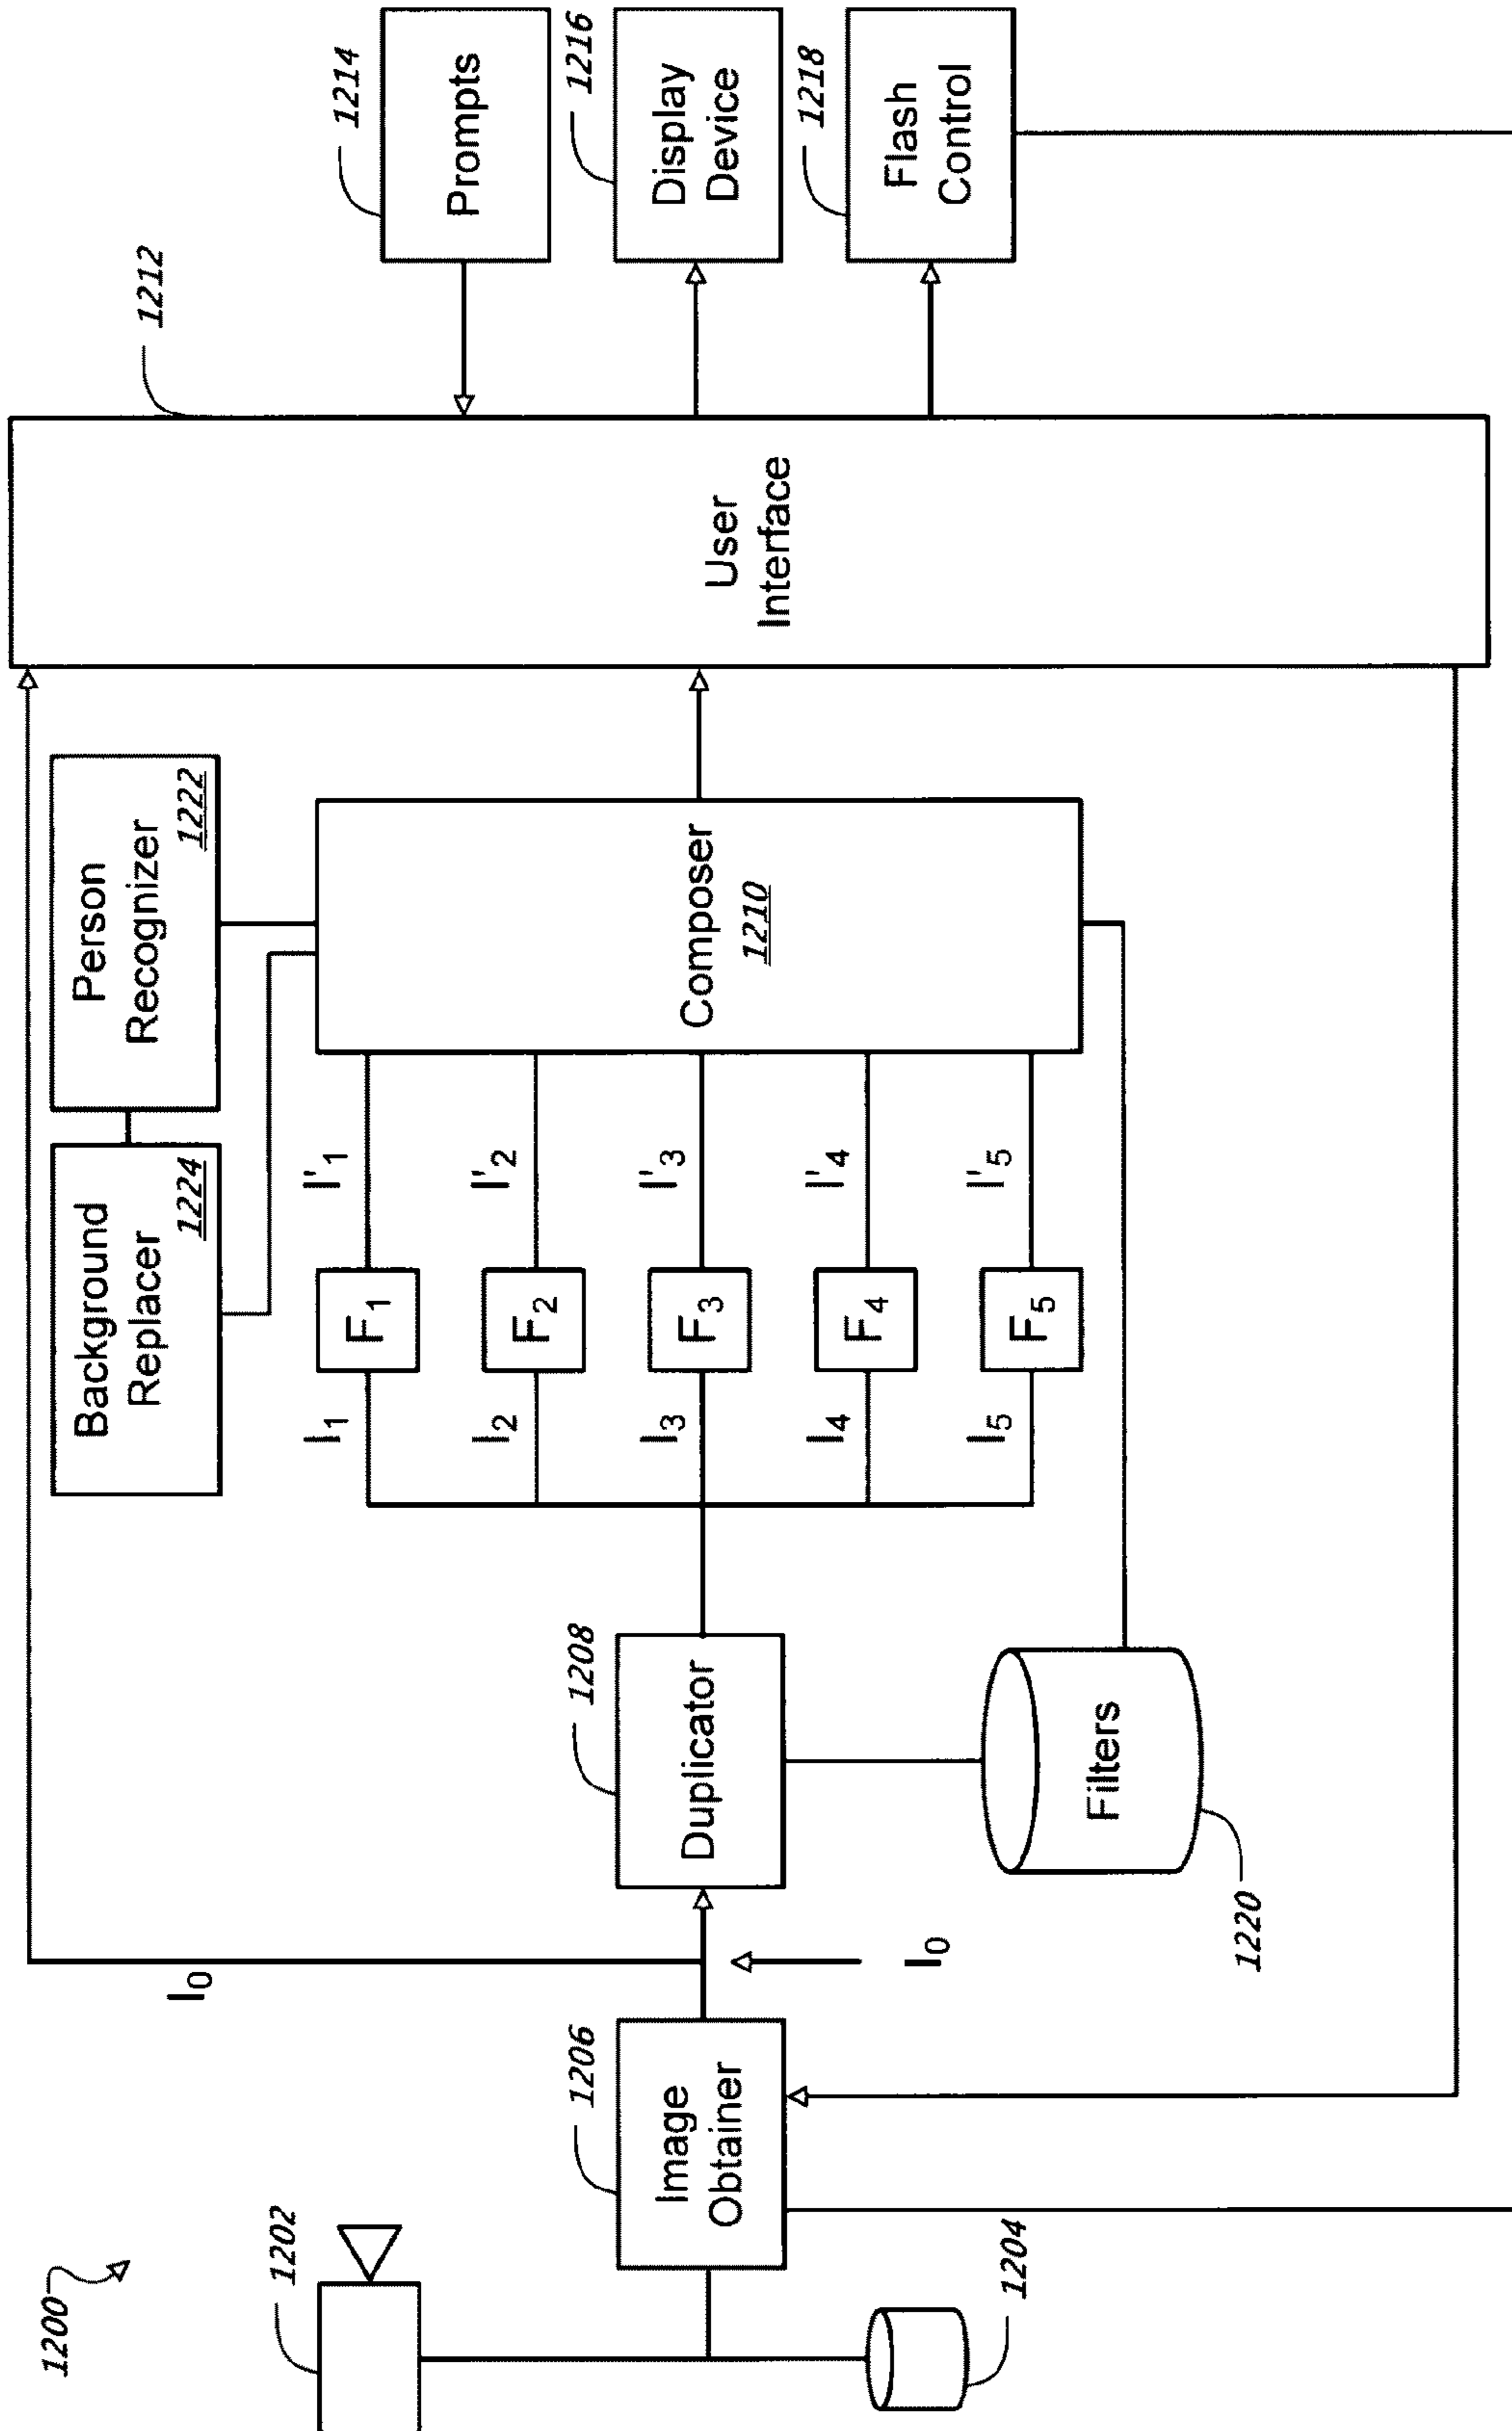 1200
1202
1204
1206
Image
Obtainer
I0
I0
1208
Duplicator
1220
Filters
I1
I2
I3
I4
I5
F1
F2
F3
F4
F5
I'1
I'2
I'3
I'4
I'5
Background
Replacer
1224
Person
Recognizer
1222
Composer
1210
1212
User
Interface
1214
Prompts
1216
Display
Device
1218
Flash
Control